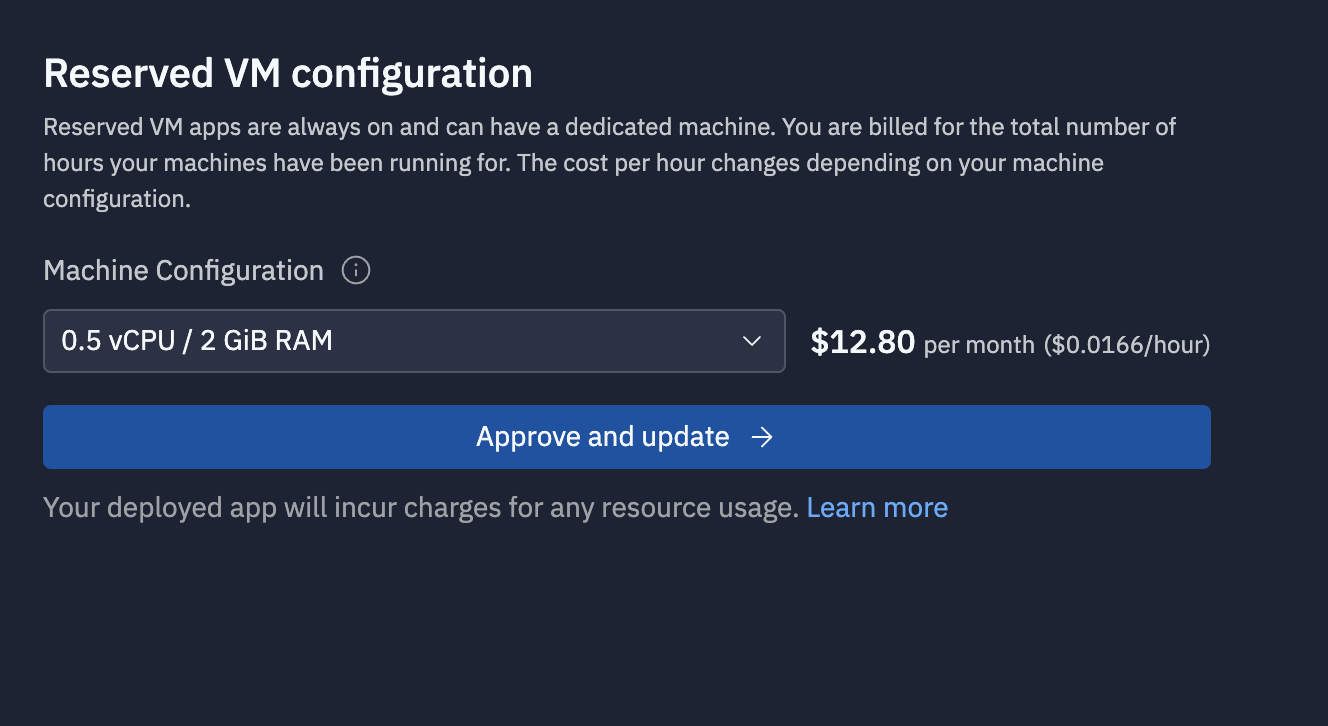 Reserved VM configuration
Reserved VM apps are always on and can have a dedicated machine. You are billed for the total number of
hours your machines have been running for. The cost per hour changes depending on your machine
configuration.
Machine Configuration
0.5 vCPU / 2 GiB RAM
$12.80 per month ($0.0166/hour)
Approve and update →
Your deployed app will incur charges for any resource usage. Learn more